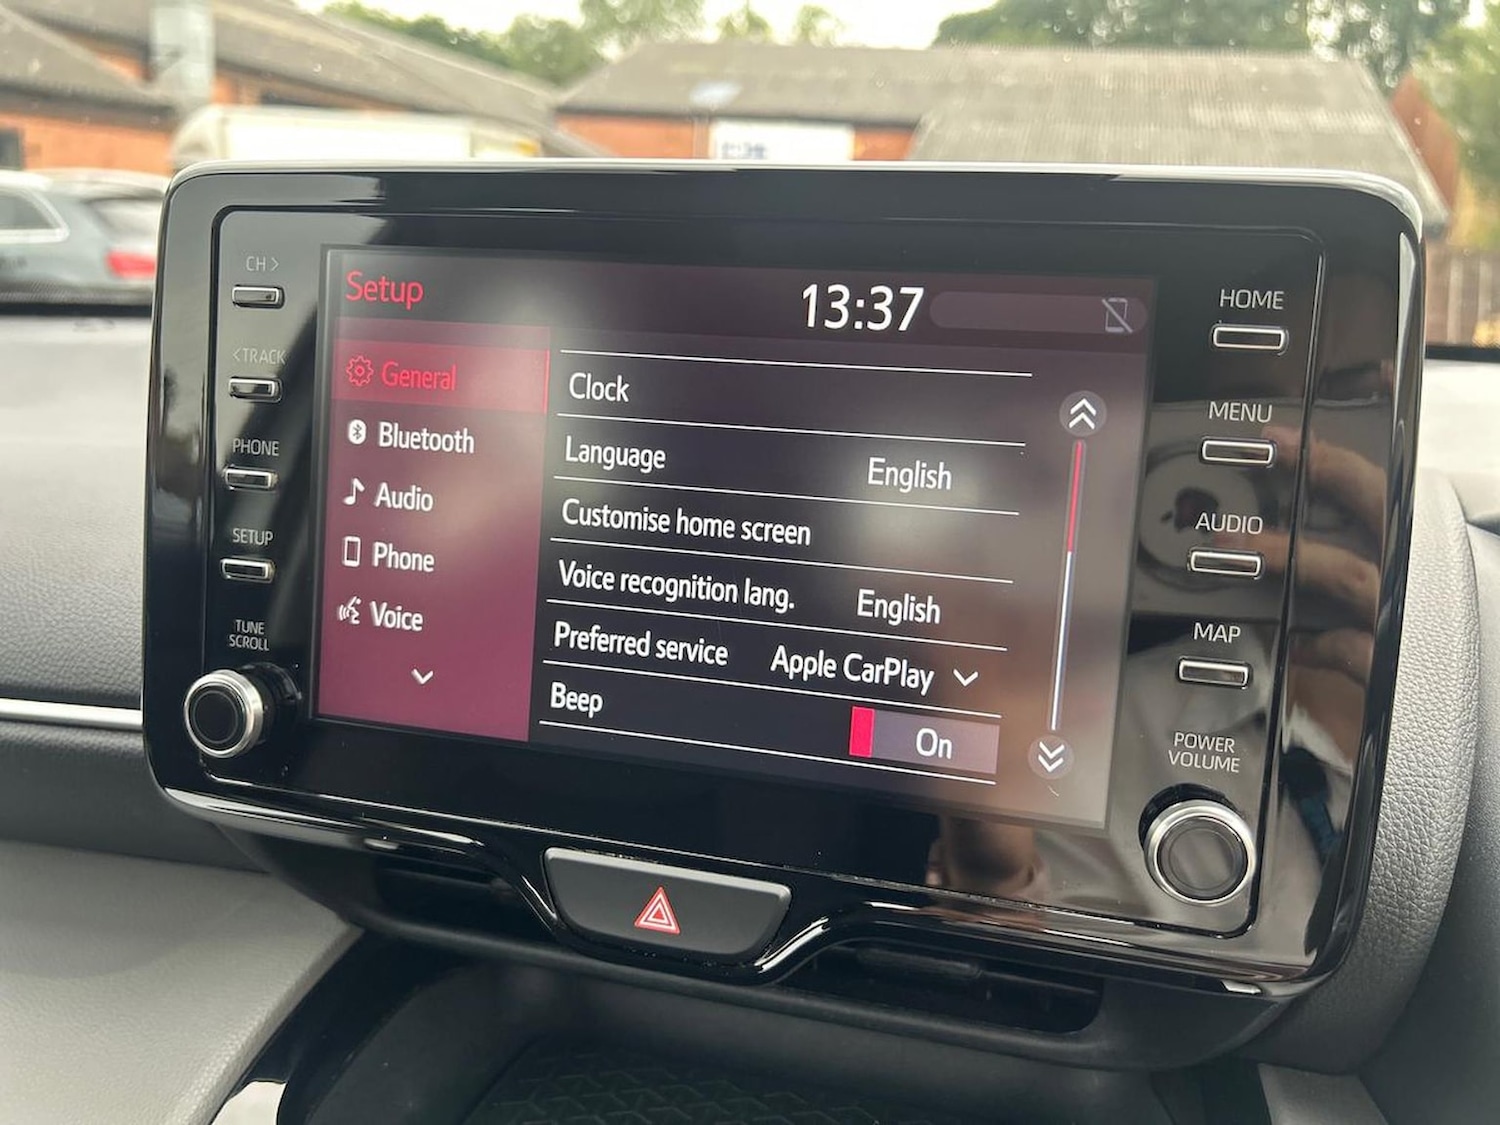 CH >
< TRACK
PHONE
SETUP
TUNE
SCROLL
Setup
13:37
General
Bluetooth
Audio
Phone
Voice
Clock
Language English
Customise home screen
Voice recognition lang. English
Preferred service Apple CarPlay
Beep On
HOME
MENU
AUDIO
MAP
POWER
VOLUME